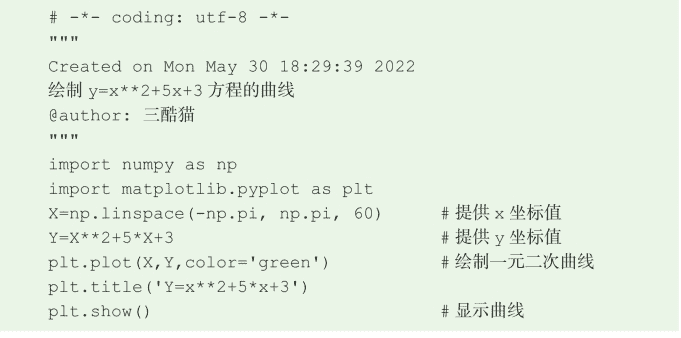 # -*- coding: utf-8 -*-
"""
Created on Mon May 30 18:29:39 2022
绘制 y=x**2+5x+3 方程的曲线
@author: 三酷猫
"""
import numpy as np
import matplotlib.pyplot as plt
X=np.linspace(-np.pi, np.pi, 60) # 提供 x 坐标值
Y=X**2+5*X+3 # 提供 y 坐标值
plt.plot(X,Y,color='green') # 绘制一元二次曲线
plt.title('Y=x**2+5*x+3')
plt.show() # 显示曲线